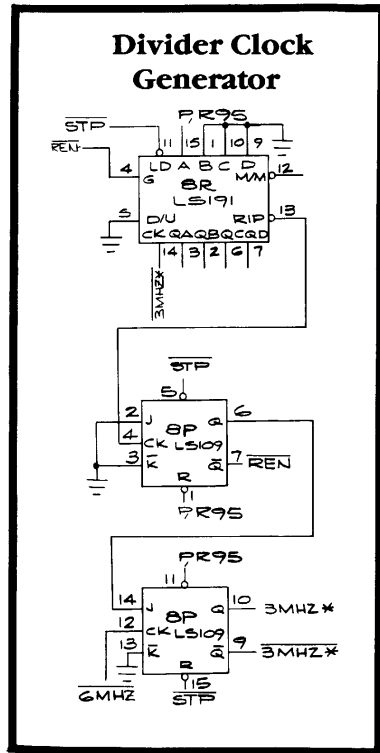 Divider Clock
Generator
P,R95
STP
11 15 1 10 9
REN
4 LD A B C D 12
G M/M
8R
LS191
RIP 13
5 D/U
CK QA QB QC QD
14 3 2 6 7
3MHZ*
STP
5
2 J Q 6
4 8P
CK LS109
3 K Q 7 REN
R
1
P,R95
P,R95
11
14 J Q 10 3MHZ*
12 8P
CK LS109
13 K Q 9 3MHZ*
R
6MHZ 15
STP